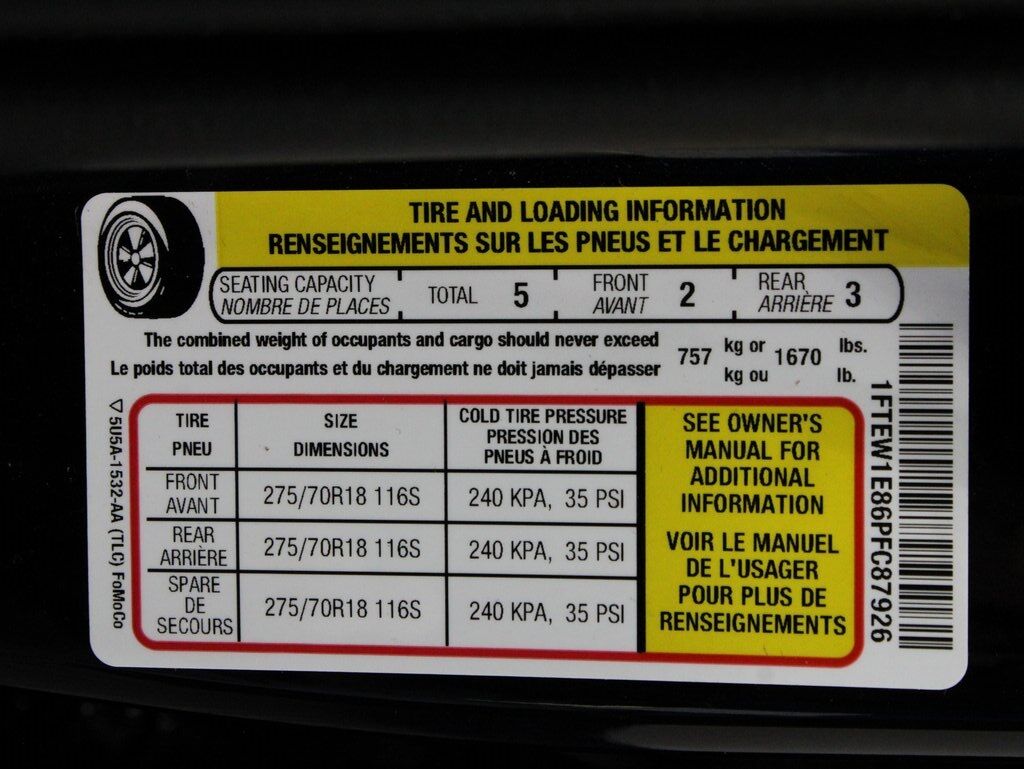 TIRE AND LOADING INFORMATION
RENSEIGNEMENTS SUR LES PNEUS ET LE CHARGEMENT
SEATING CAPACITY
NOMBRE DE PLACES
TOTAL 5
FRONT
AVANT
2
REAR
ARRIÈRE
3
The combined weight of occupants and cargo should never exceed
Le poids total des occupants et du chargement ne doit jamais dépasser
757
kg or
kg ou
1670
lbs.
lb.
TIRE
PNEU
SIZE
DIMENSIONS
COLD TIRE PRESSURE
PRESSION DES
PNEUS À FROID
FRONT
AVANT
275/70R18 116S
240 KPA, 35 PSI
REAR
ARRIÈRE
275/70R18 116S
240 KPA, 35 PSI
SPARE
DE
SECOURS
275/70R18 116S
240 KPA, 35 PSI
SEE OWNER'S
MANUAL FOR
ADDITIONAL
INFORMATION
VOIR LE MANUEL
DE L'USAGER
POUR PLUS DE
RENSEIGNEMENTS
5U5A-1532-AA (TLC) FoMoCo
1FTEW1E86PFC87926